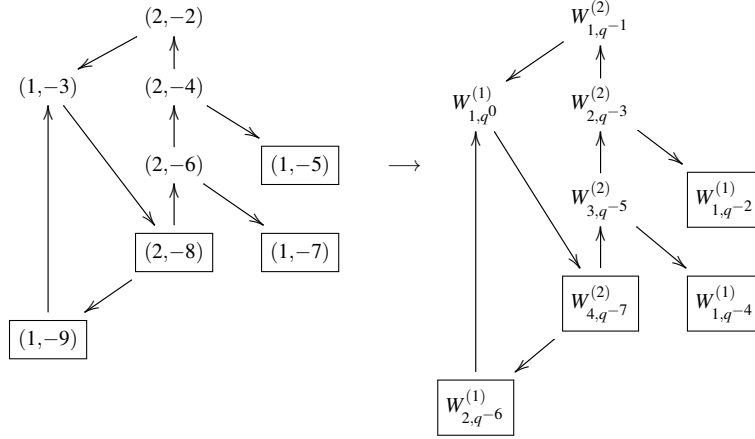 (2,−2)
(1,−3)
(2,−4)
(2,−6)
(1,−5)
(2,−8)
(1,−7)
(1,−9)
W^{(2)}_{1,q^{-1}}
W^{(1)}_{1,q^0}
W^{(2)}_{2,q^{-3}}
W^{(2)}_{3,q^{-5}}
W^{(1)}_{1,q^{-2}}
W^{(2)}_{4,q^{-7}}
W^{(1)}_{1,q^{-4}}
W^{(1)}_{2,q^{-6}}